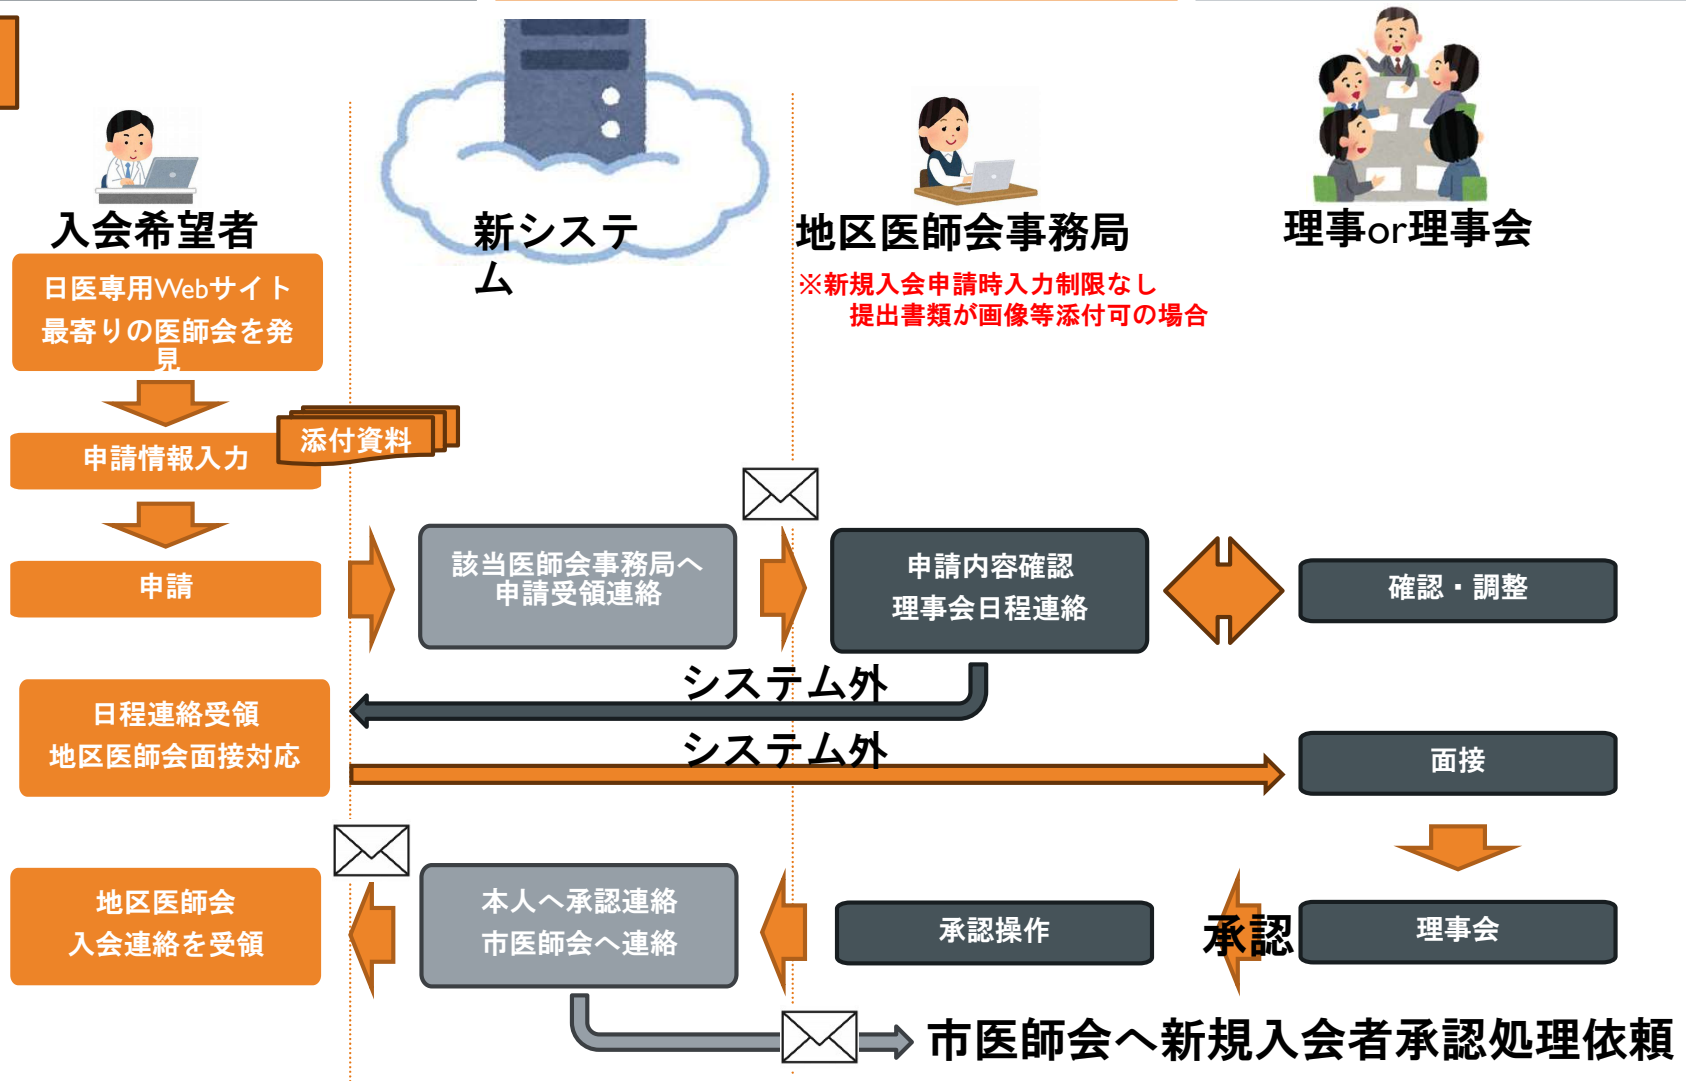 入会希望者
新システ
ム
地区医師会事務局
理事or理事会
※新規入会申請時入力制限なし
提出書類が画像等添付可の場合
日医専用Webサイト
最寄りの医師会を発
見
申請情報入力
添付資料
申請
該当医師会事務局へ
申請受領連絡
申請内容確認
理事会日程連絡
確認・調整
システム外
日程連絡受領
地区医師会面接対応
システム外
面接
地区医師会
入会連絡を受領
本人へ承認連絡
市医師会へ連絡
承認操作
承認
理事会
市医師会へ新規入会者承認処理依頼